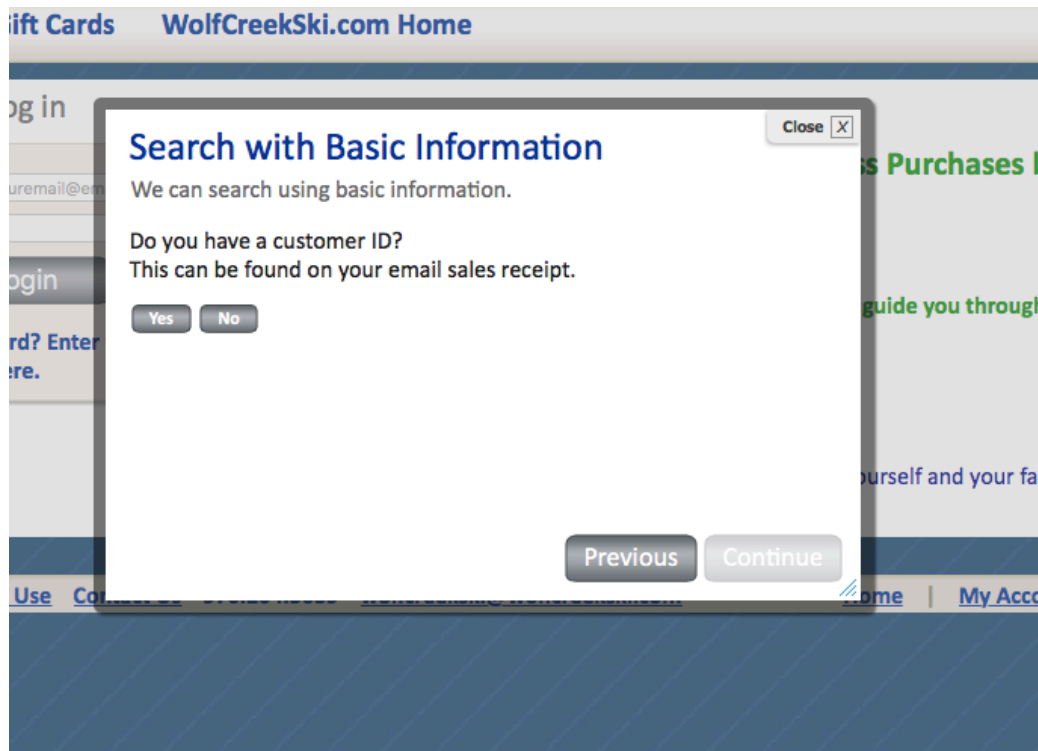 ift Cards WolfCreekSki.com Home
og in
Close X
Search with Basic Information
We can search using basic information.
ss Purchases
uremail@em
Do you have a customer ID?
This can be found on your email sales receipt.
ogin
Yes No
guide you through
rd? Enter
ere.
ourself and your fa
Previous Continue
Use Home | My Acco